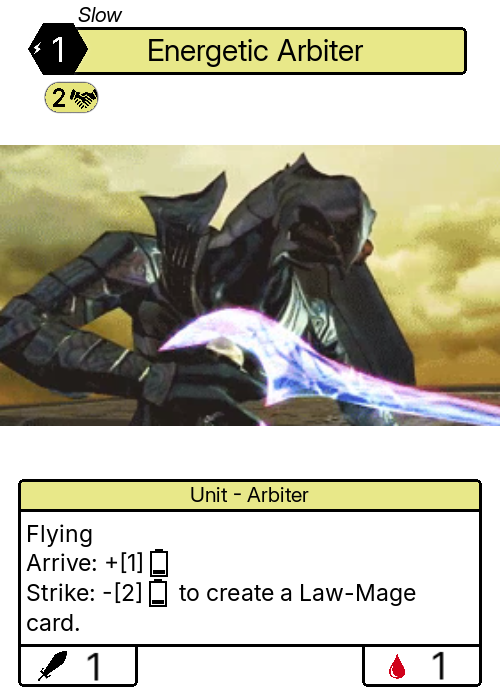 Slow
1
Energetic Arbiter
2
Unit - Arbiter
Flying
Arrive: +[1]
Strike: -[2] to create a Law-Mage
card.
1
1